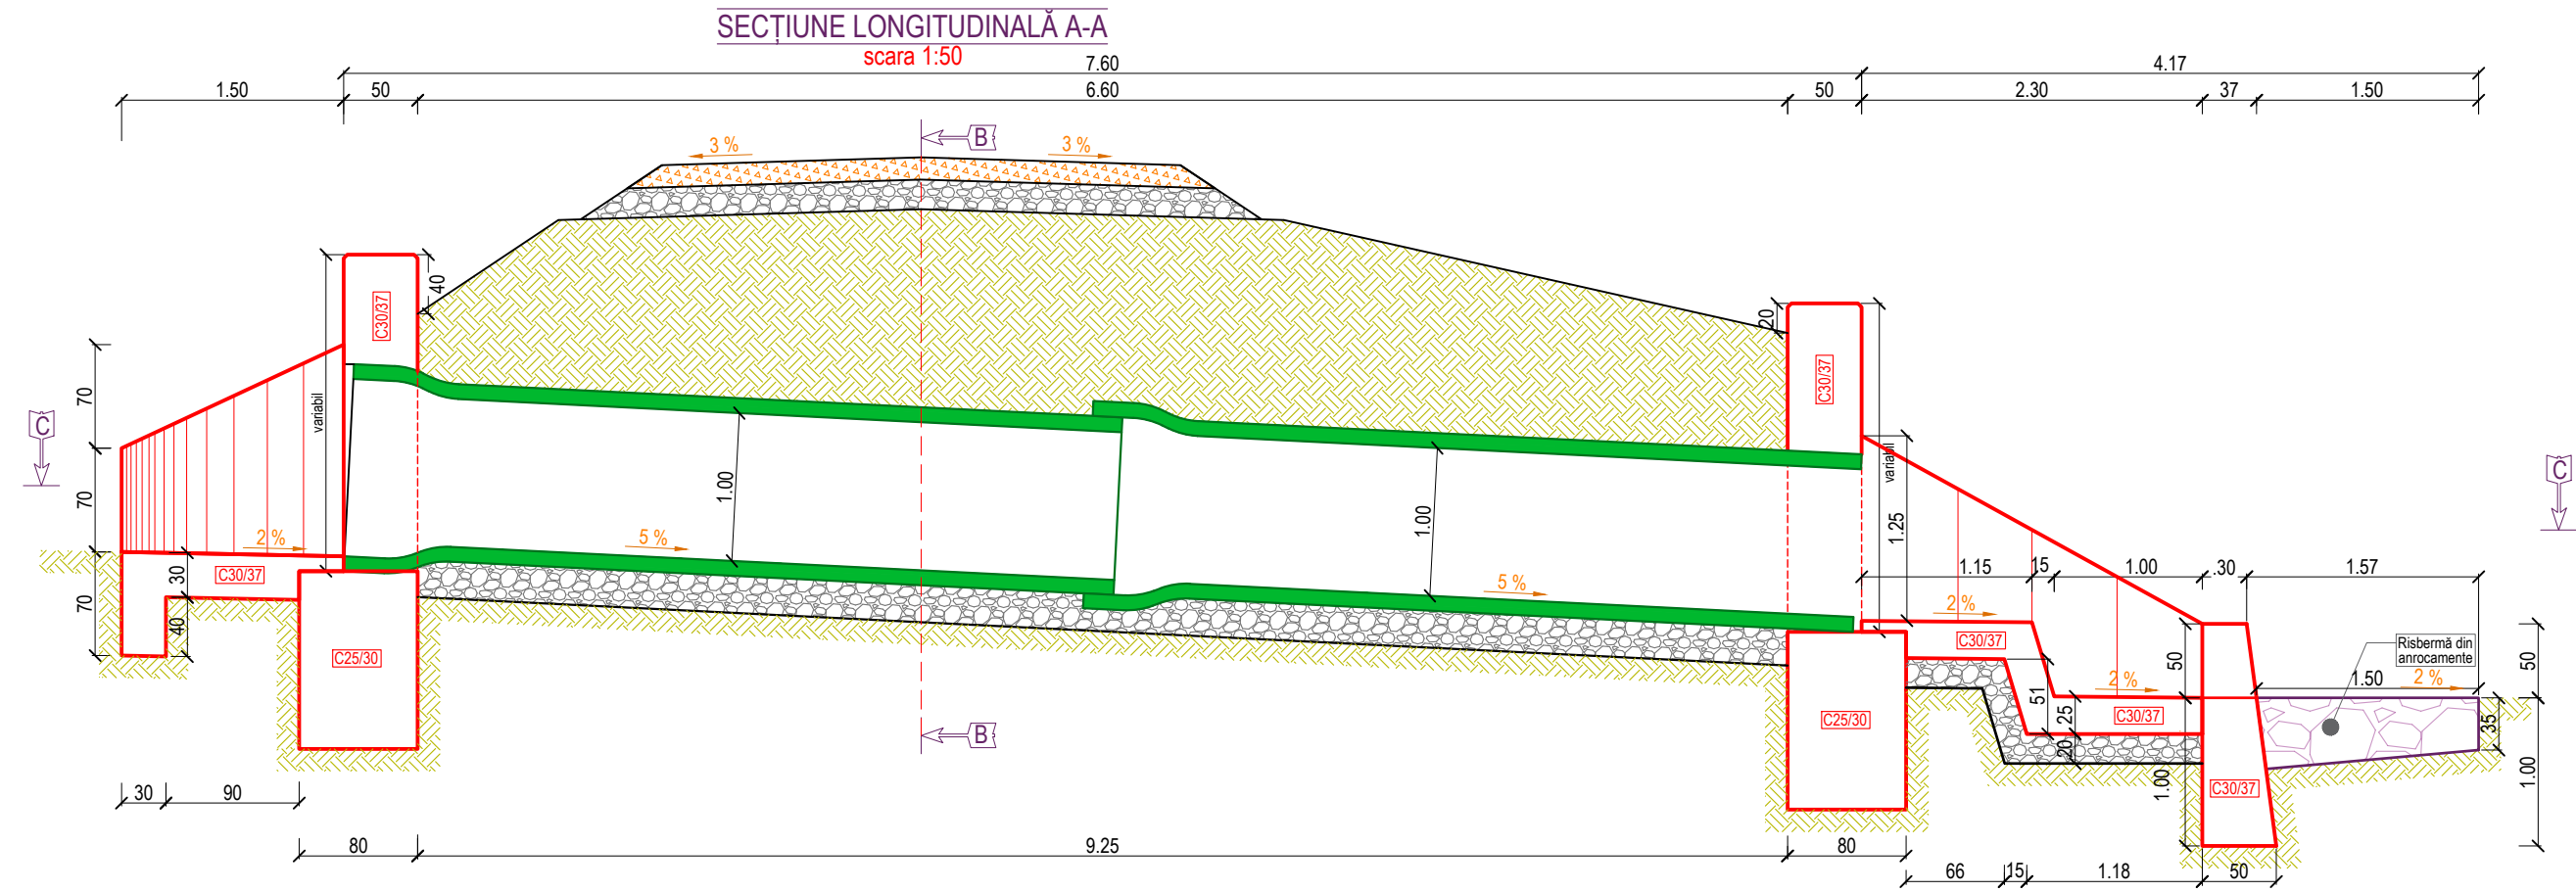 SECȚIUNE LONGITUDINALĂ A-A
scara 1:50
7.60
4.17
1.50
50
6.60
50
2.30
37
1.50
B
3 %
3 %
40
20
C30/37
C30/37
variabil
variabil
70
70
70
C
C
1.00
1.00
1.25
2 %
5 %
5 %
30
40
C30/37
C25/30
1.15
15
1.00
.30
1.57
2 %
C30/37
51
25
20
2 %
C30/37
50
1.00
Risbermă din
anrocamente
1.50
2 %
35
50
1.00
C25/30
C30/37
B
30
90
80
9.25
80
66
15
1.18
50